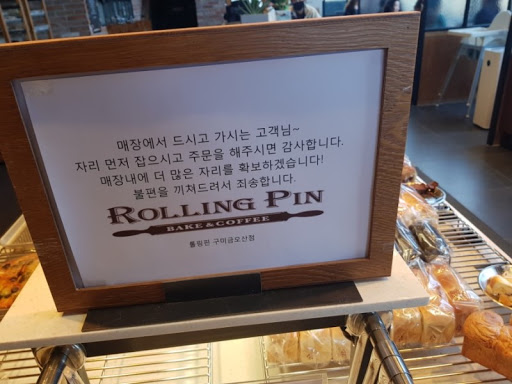 매장에서 드시고 가시는 고객님~
자리 먼저 잡으시고 주문을 해주시면 감사합니다.
매장내에 더 많은 자리를 확보하겠습니다!
불편을 끼쳐드려서 죄송합니다.
ROLLING PIN
BAKE & COFFEE
롤링핀 구미금오산점